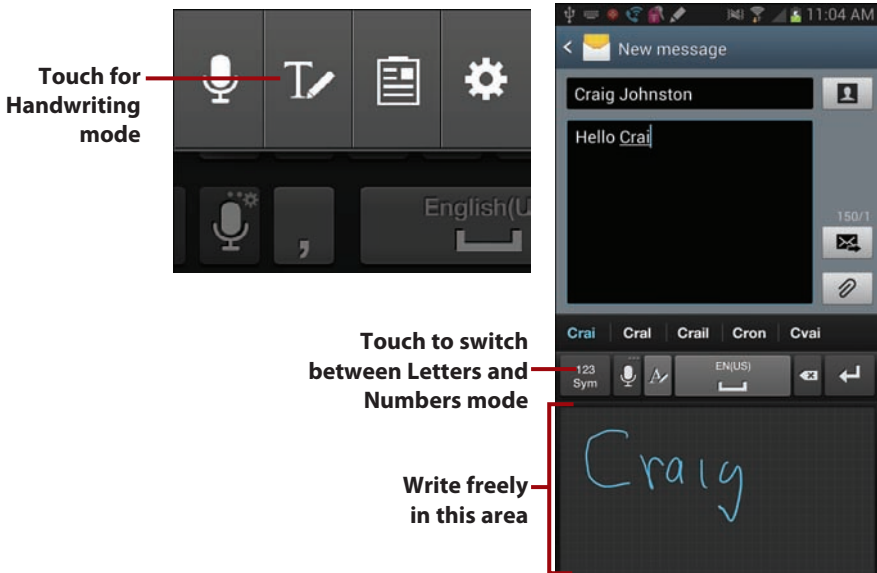 Touch for
Handwriting
mode
English(U
,
11:04 AM
New message
Craig Johnston
Hello Crai
150/1
Crai Cral Crail Cron Cvai
Touch to switch
between Letters and
Numbers mode
123
Sym
EN(US)
Write freely
in this area
Craig